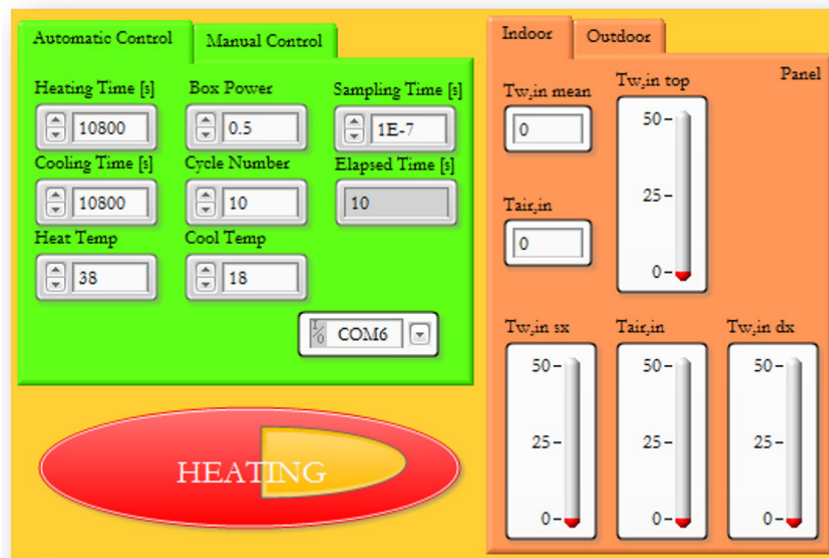 Automatic Control
Manual Control
Heating Time [s]
Box Power
Sampling Time [s]
10800
0.5
1E-7
Cooling Time [s]
Cycle Number
Elapsed Time [s]
10800
10
10
Heat Temp
Cool Temp
38
18
I/O
COM6
HEATING
Indoor
Outdoor
Panel
Tw,in mean
Tw,in top
0
50
25
0
Tair,in
0
Tw,in sx
Tair,in
Tw,in dx
50
50
50
25
25
25
0
0
0